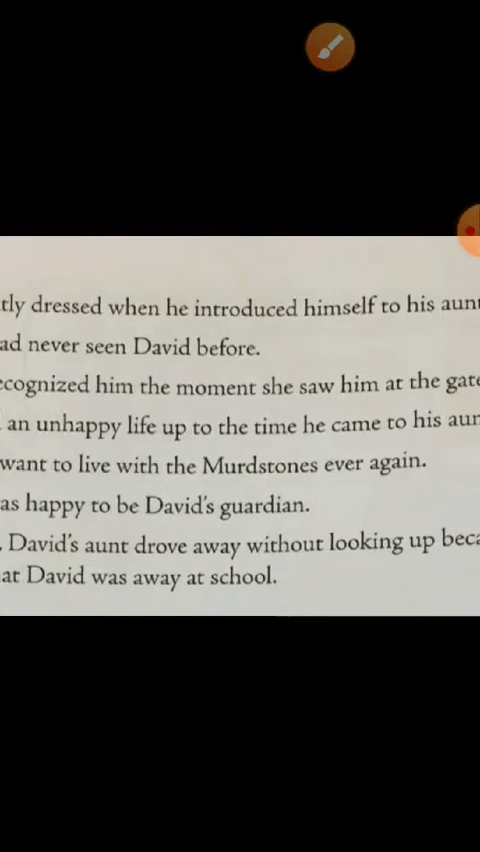 tly dressed when he introduced himself to his aunt
ad never seen David before.
ecognized him the moment she saw him at the gate
an unhappy life up to the time he came to his aun
want to live with the Murdstones ever again.
as happy to be David's guardian.
. David's aunt drove away without looking up beca
at David was away at school.